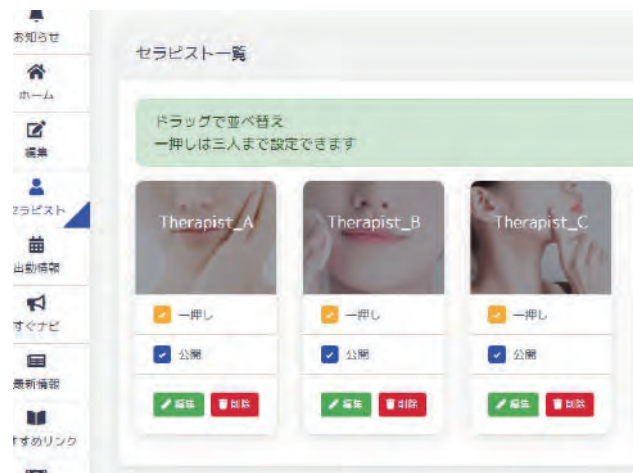 お知らせ
ホーム
編集
セラピスト
出勤情報
すぐナビ
最新情報
すすめリンク
セラピスト一覧
ドラッグで並べ替え
一押しは三人まで設定できます
Therapist_A
一押し
公開
編集 削除
Therapist_B
一押し
公開
編集 削除
Therapist_C
一押し
公開
編集 削除